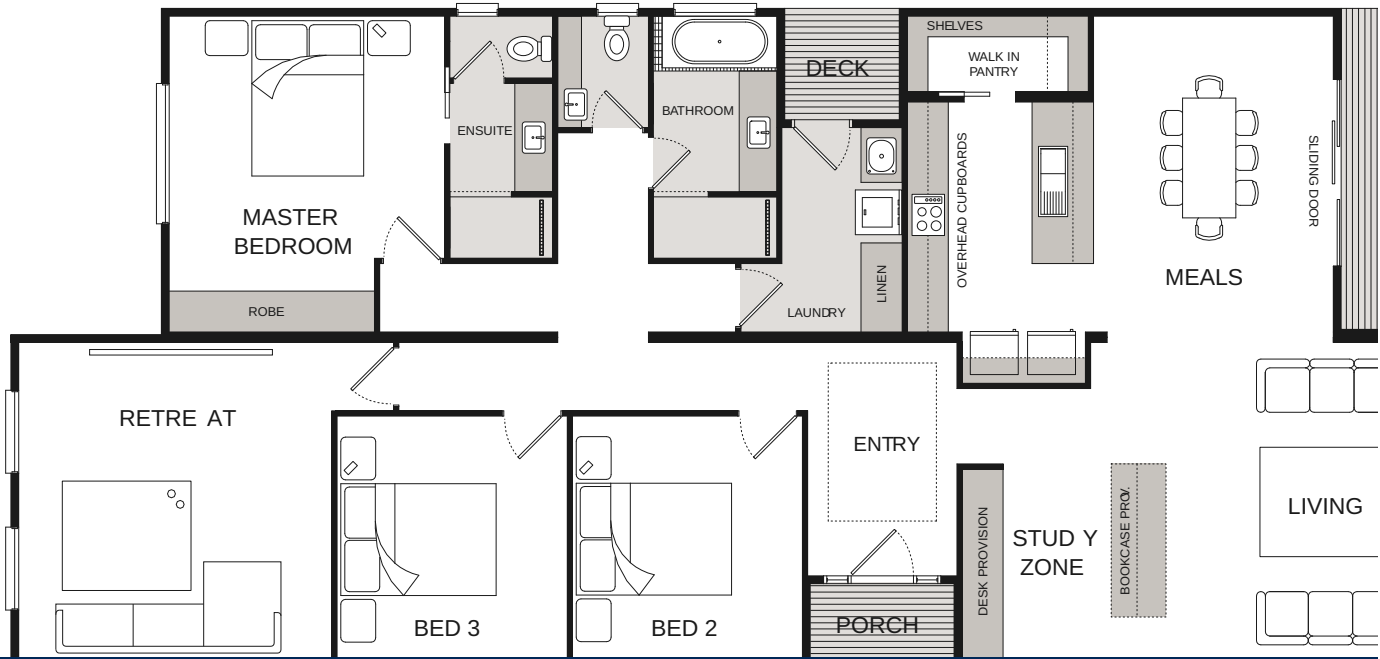 SHELVES
WALK IN
PANTRY
DECK
BATHROOM
ENSUITE
OVERHEAD CUPBOARDS
SLIDING DOOR
MASTER
BEDROOM
MEALS
LINEN
ROBE
LAUNDRY
RETRE AT
ENTRY
LIVING
DESK PROVISION
STUD Y
ZONE
BOOKCASE PROV.
BED 3
BED 2
PORCH